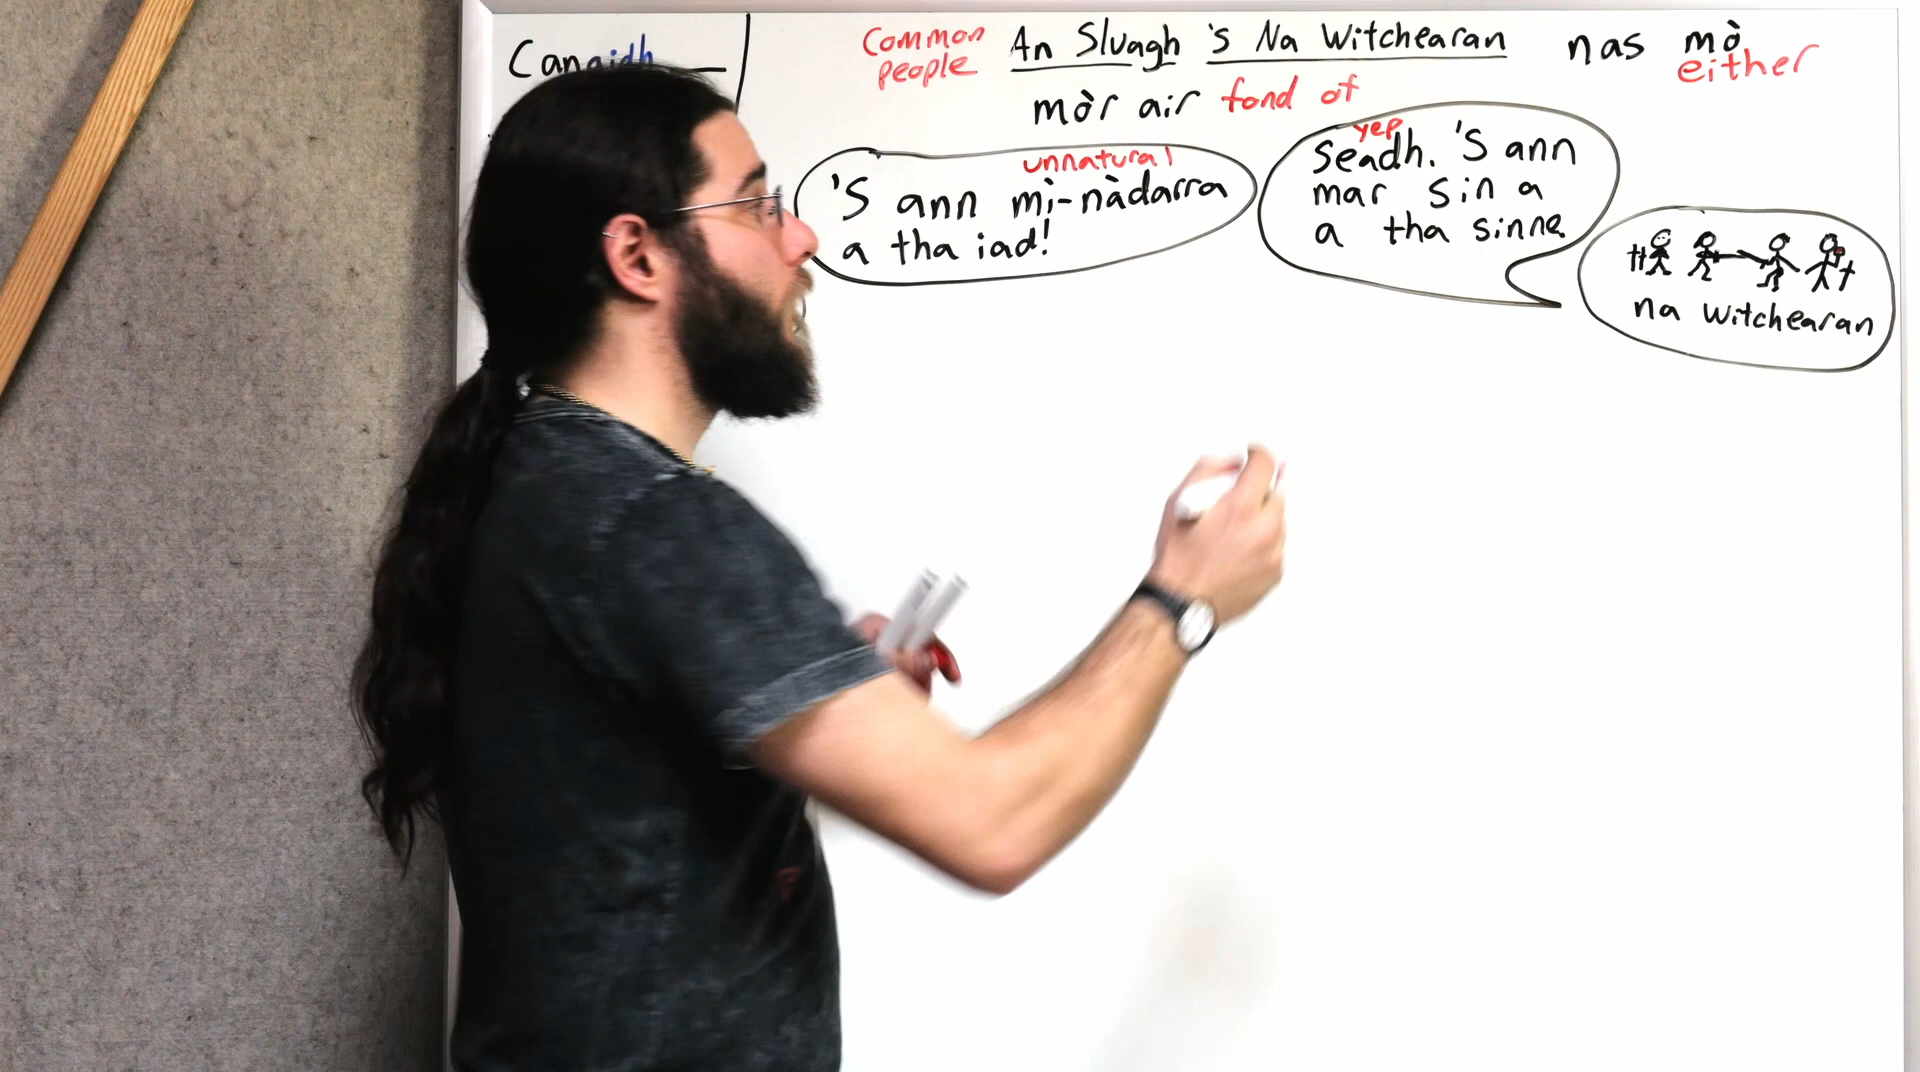 Canaidh
Common people
An Sluagh 's Na Witchearan
nas mò
either
mòr air fond of
unnatural
'S ann mì-nàdarra
a tha iad!
yep
Seadh. 'S ann
mar sin a
a tha sinne.
na witchearan